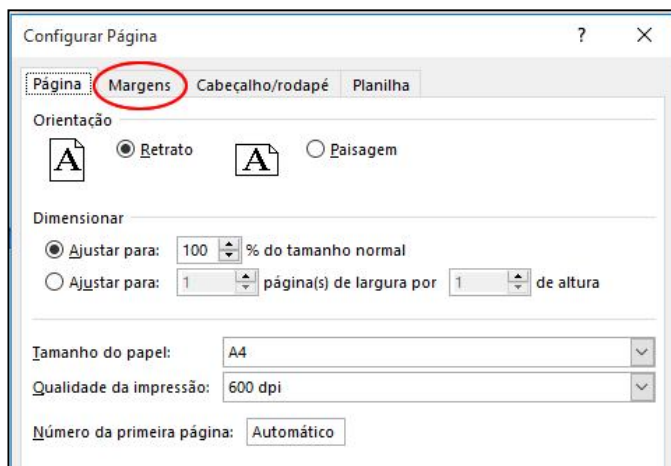 Configurar Página ? ×
Página Margens Cabeçalho/rodapé Planilha
Orientação
A Retrato A Paisagem
Dimensionar
Ajustar para: 100 % do tamanho normal
Ajustar para: 1 página(s) de largura por 1 de altura
Tamanho do papel: A4
Qualidade da impressão: 600 dpi
Número da primeira página: Automático